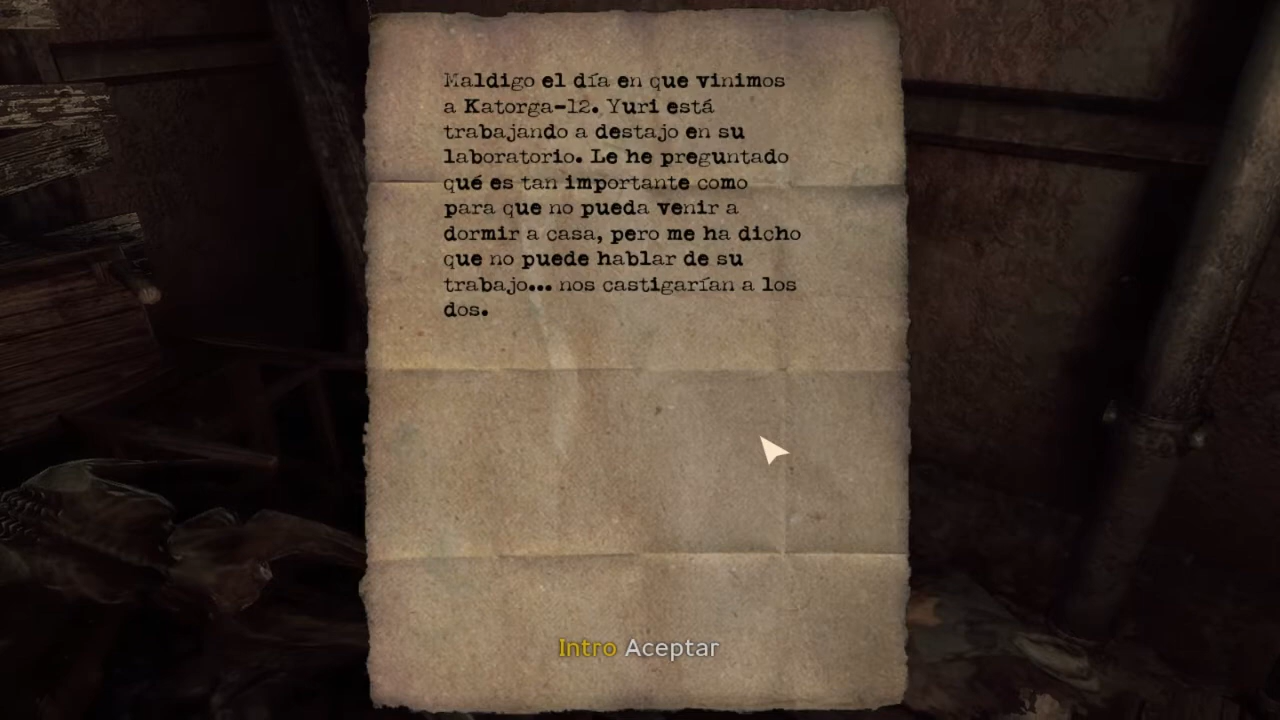 Maldigo el día en que vinimos
a Katorga-12. Yuri está
trabajando a destajo en su
laboratorio. Le he preguntado
qué es tan importante como
para que no pueda venir a
dormir a casa, pero me ha dicho
que no puede hablar de su
trabajo... nos castigarían a los
dos.
Intro Aceptar